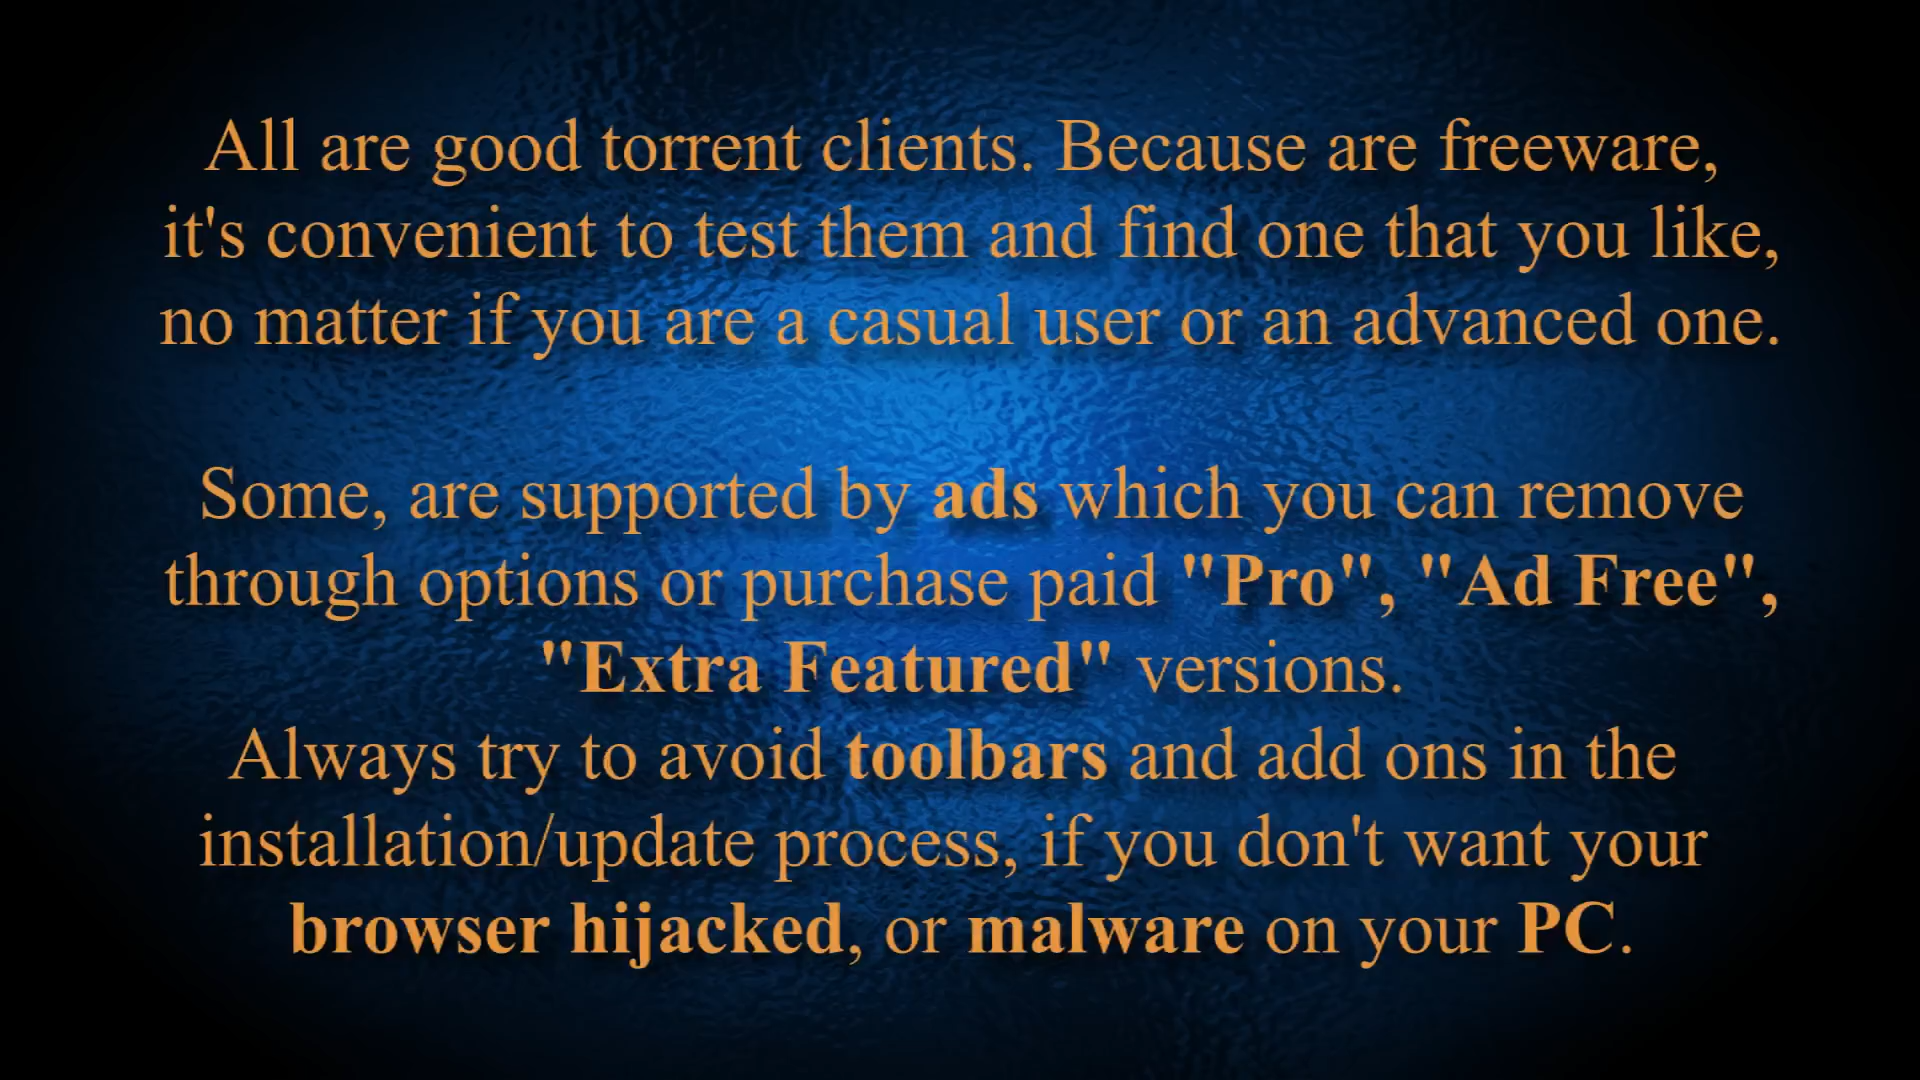 All are good torrent clients. Because are freeware,
it's convenient to test them and find one that you like,
no matter if you are a casual user or an advanced one.
Some, are supported by ads which you can remove
through options or purchase paid "Pro", "Ad Free",
"Extra Featured" versions.
Always try to avoid toolbars and add ons in the
installation/update process, if you don't want your
browser hijacked, or malware on your PC.